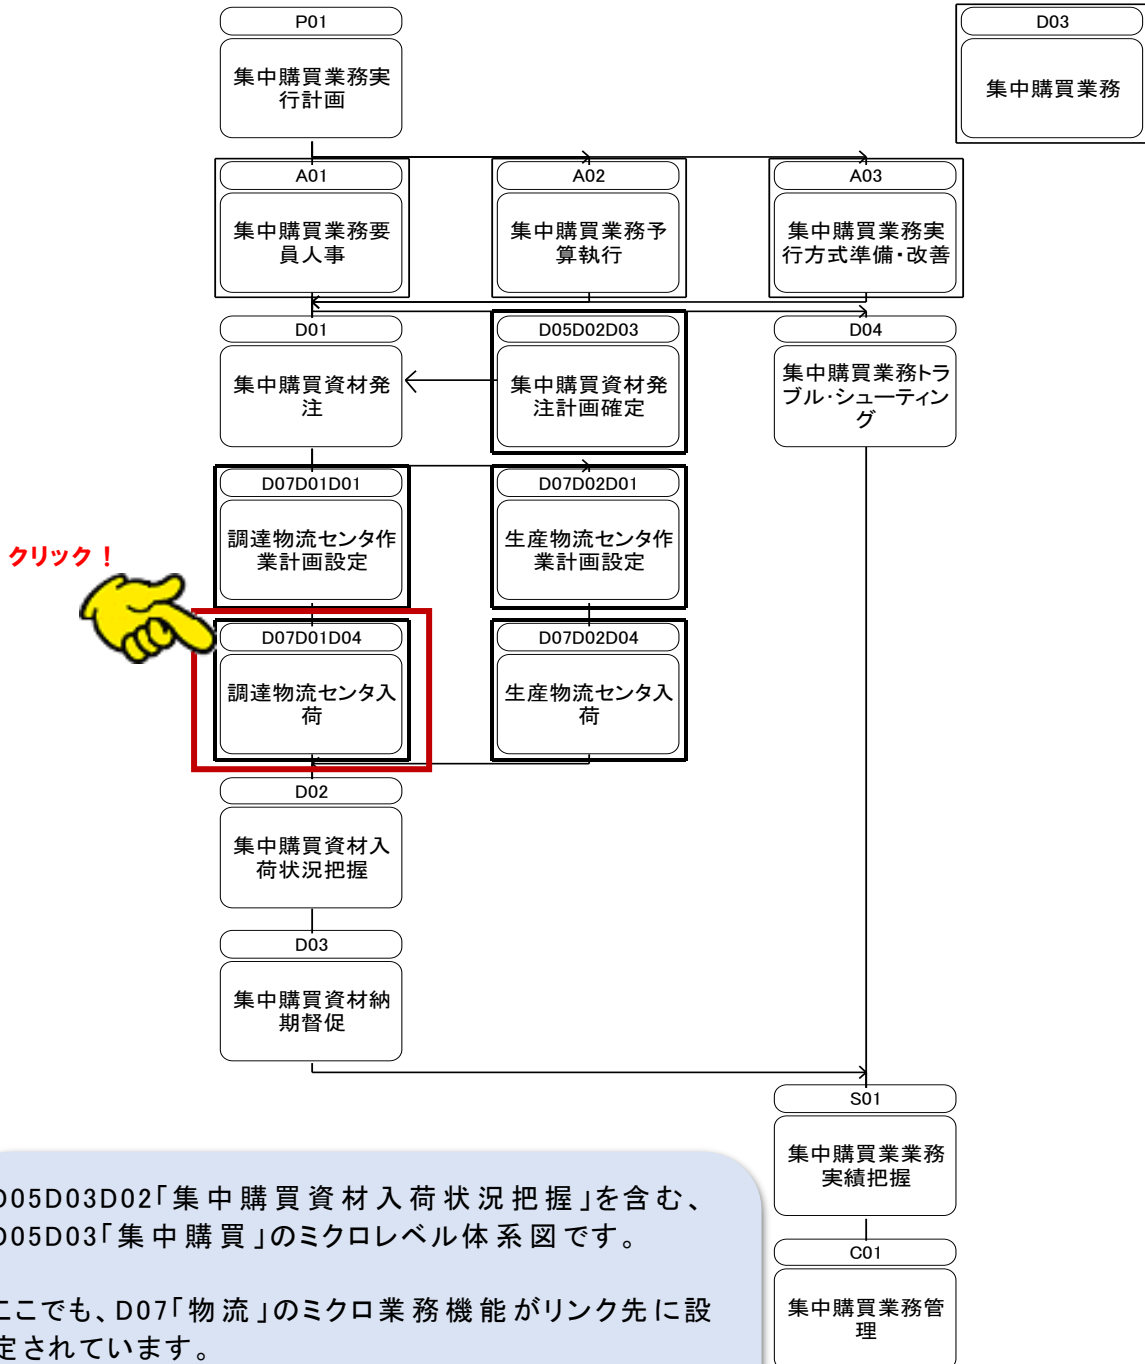 P01
集中購買業務実
行計画
D03
集中購買業務
A01
集中購買業務要
員人事
A02
集中購買業務予
算執行
A03
集中購買業務実
行方式準備・改善
D01
集中購買資材発
注
D05D02D03
集中購買資材発
注計画確定
D04
集中購買業務トラ
ブル・シューティン
グ
D07D01D01
調達物流センタ作
業計画設定
D07D02D01
生産物流センタ作
業計画設定
クリック！
D07D01D04
調達物流センタ入
荷
D07D02D04
生産物流センタ入
荷
D02
集中購買資材入
荷状況把握
D03
集中購買資材納
期督促
S01
集中購買業業務
実績把握
C01
集中購買業務管
理
D05D03D02「集中購買資材入荷状況把握」を含む、
D05D03「集中購買」のミクロレベル体系図です。
ここでも、D07「物流」のミクロ業務機能がリンク先に設
定されています。